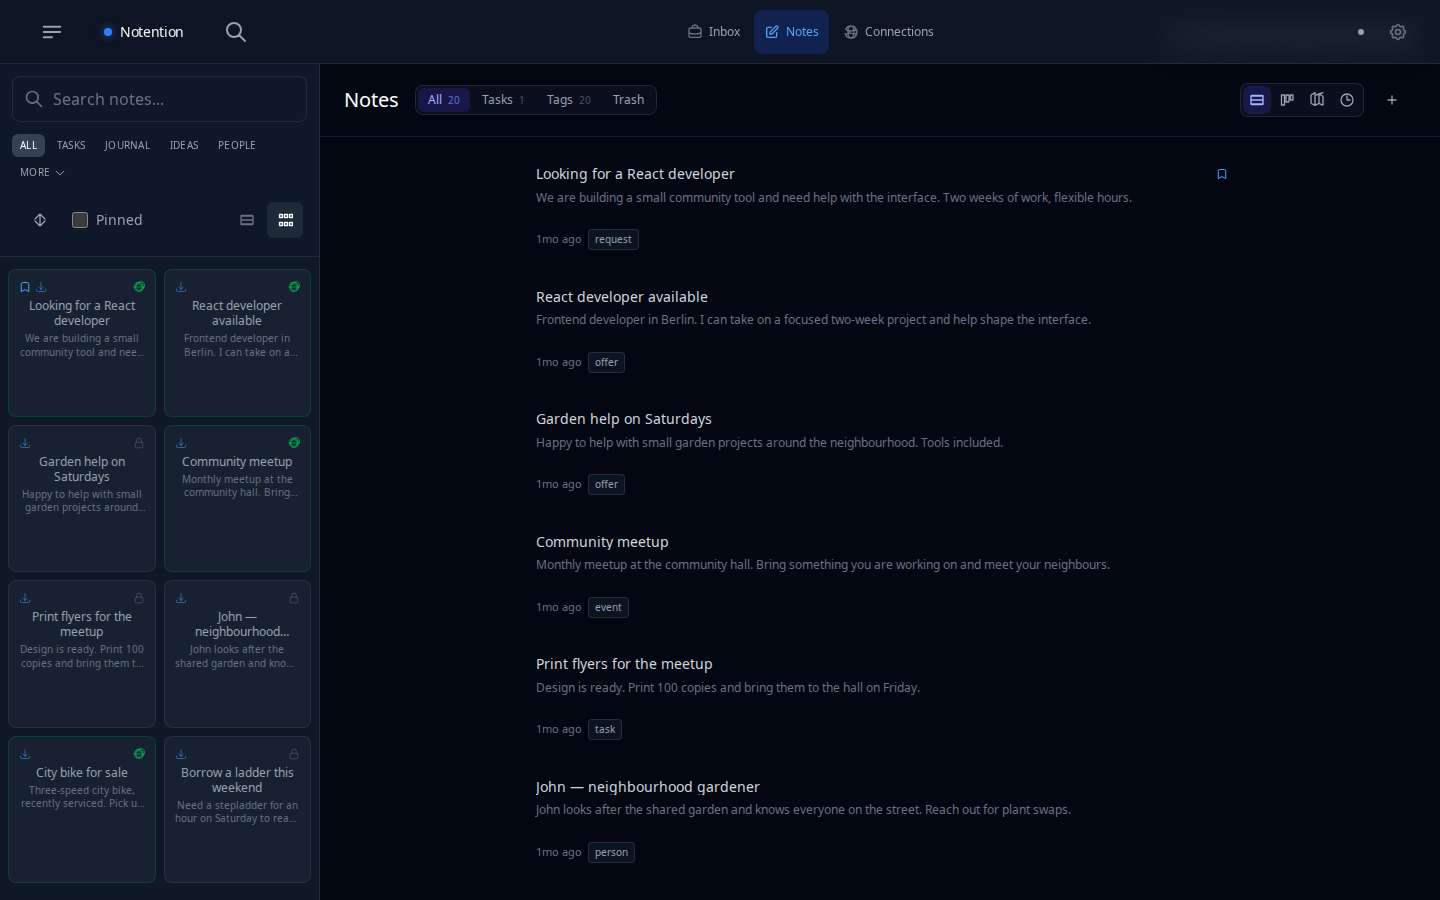 Notention
Inbox
Notes
Connections
Search notes...
ALL
TASKS
JOURNAL
IDEAS
PEOPLE
MORE
Pinned
Looking for a React
developer
We are building a small
community tool and nee...
React developer
available
Frontend developer in
Berlin. I can take on a...
Garden help on
Saturdays
Happy to help with small
garden projects around...
Community meetup
Monthly meetup at the
community hall. Bring...
Print flyers for the
meetup
Design is ready. Print 100
copies and bring them t...
John —
neighbourhood...
John looks after the
shared garden and kno...
City bike for sale
Three-speed city bike,
recently serviced. Pick u...
Borrow a ladder this
weekend
Need a stepladder for an
hour on Saturday to rea...
Notes
All 20
Tasks 1
Tags 20
Trash
Looking for a React developer
We are building a small community tool and need help with the interface. Two weeks of work, flexible hours.
1mo ago request
React developer available
Frontend developer in Berlin. I can take on a focused two-week project and help shape the interface.
1mo ago offer
Garden help on Saturdays
Happy to help with small garden projects around the neighbourhood. Tools included.
1mo ago offer
Community meetup
Monthly meetup at the community hall. Bring something you are working on and meet your neighbours.
1mo ago event
Print flyers for the meetup
Design is ready. Print 100 copies and bring them to the hall on Friday.
1mo ago task
John — neighbourhood gardener
John looks after the shared garden and knows everyone on the street. Reach out for plant swaps.
1mo ago person